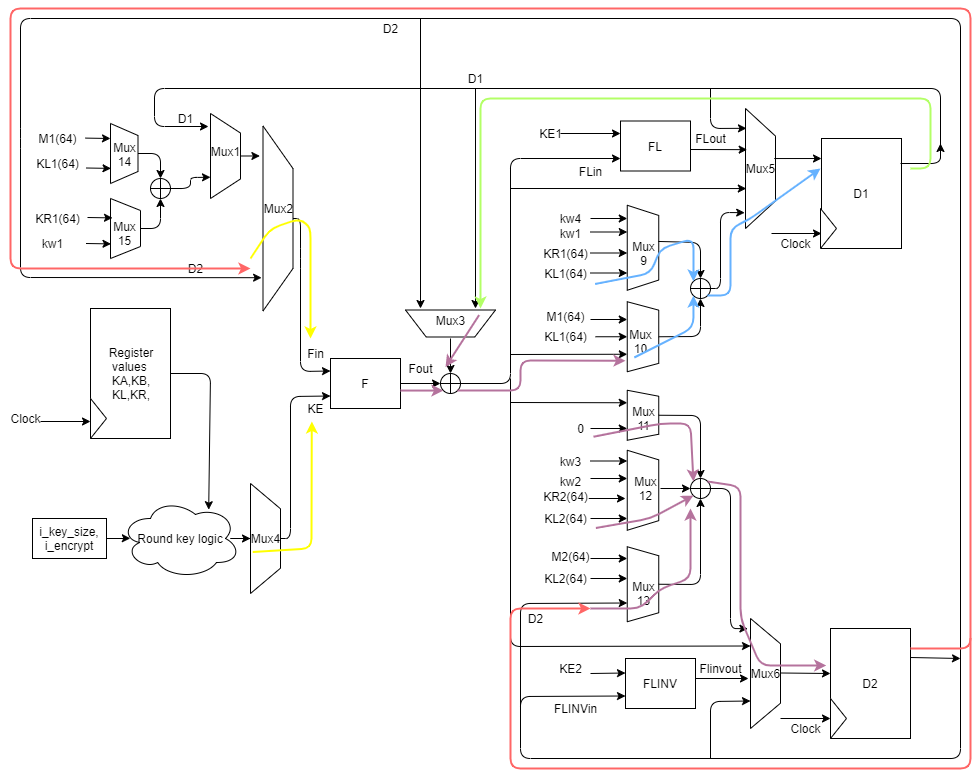 D2
D1
D1
M1(64)
KL1(64)
Mux
14
Mux1
KR1(64)
kw1
Mux
15
Mux2
D2
KE1
FL
FLout
FLin
Mux5
D1
Clock
kw4
kw1
KR1(64)
KL1(64)
Mux
9
M1(64)
KL1(64)
Mux
10
Mux3
Register
values
KA,KB,
KL,KR,
Clock
Fin
F
Fout
KE
0
Mux
11
kw3
kw2
KR2(64)
KL2(64)
Mux
12
i_key_size,
i_encrypt
Round key logic
Mux4
M2(64)
KL2(64)
Mux
13
D2
KE2
FLINV
Flinvout
FLINVin
Mux6
D2
Clock